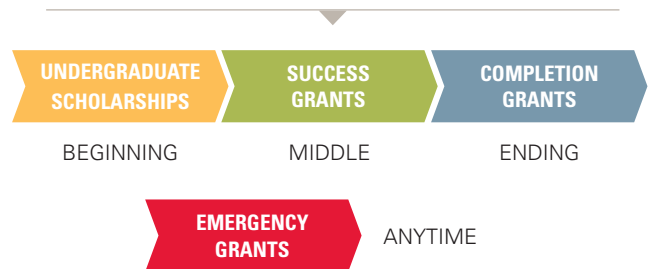 UNDERGRADUATE
SCHOLARSHIPS
SUCCESS
GRANTS
COMPLETION
GRANTS
BEGINNING
MIDDLE
ENDING
EMERGENCY
GRANTS
ANYTIME